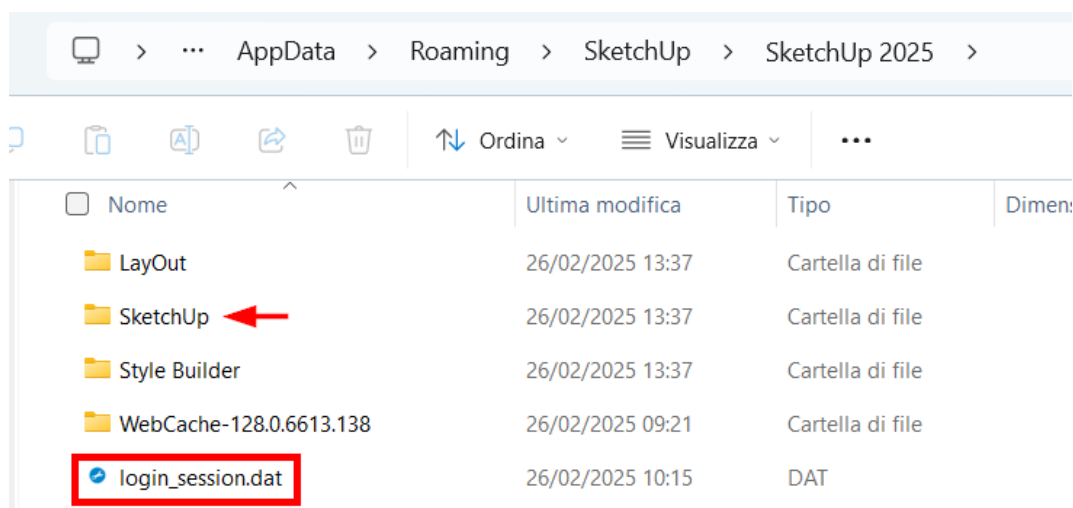 > ... AppData > Roaming > SketchUp > SketchUp 2025 >
Ordina Visualizza ...
Nome Ultima modifica Tipo Dimens
LayOut 26/02/2025 13:37 Cartella di file
SketchUp 26/02/2025 13:37 Cartella di file
Style Builder 26/02/2025 13:37 Cartella di file
WebCache-128.0.6613.138 26/02/2025 09:21 Cartella di file
login_session.dat 26/02/2025 10:15 DAT